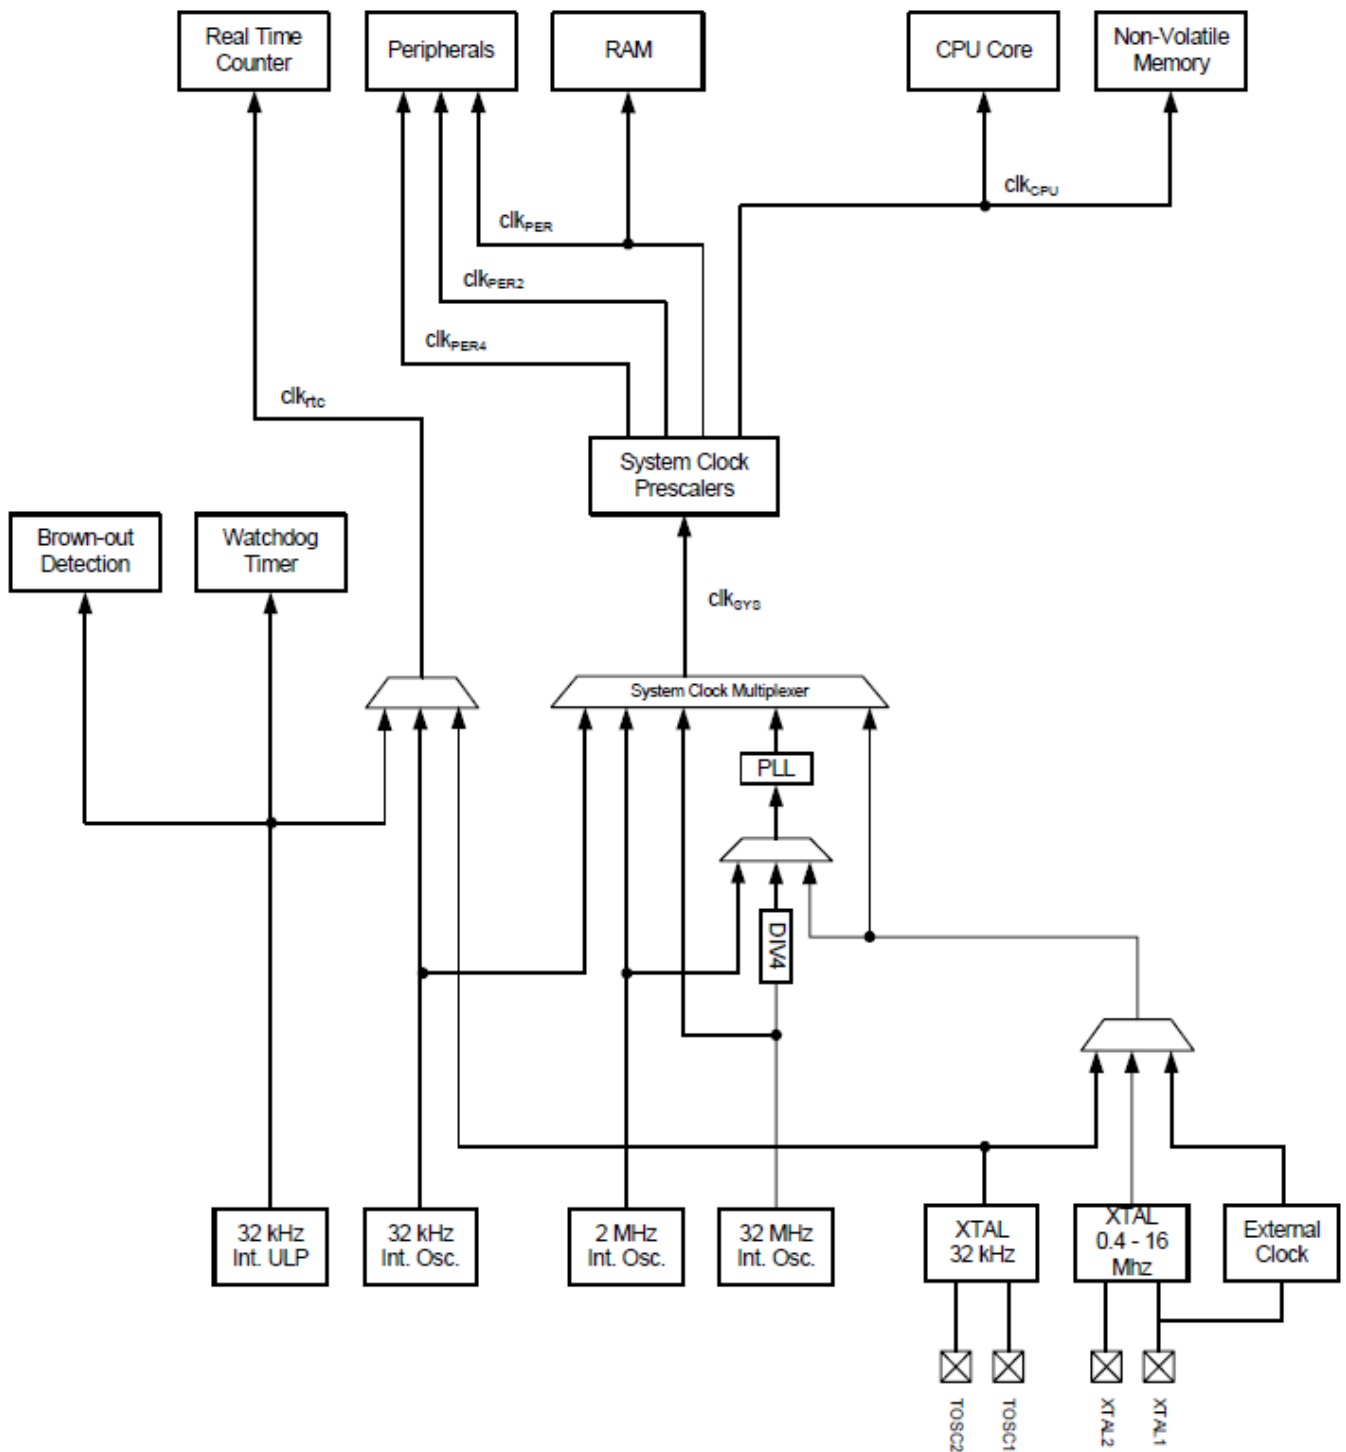 Real Time
Counter
Peripherals
RAM
CPU Core
Non-Volatile
Memory
clkCPU
clkPER
clkPER2
clkPER4
clkrtc
System Clock
Prescalers
Brown-out
Detection
Watchdog
Timer
clkSYS
System Clock Multiplexer
PLL
DIV4
32 kHz
Int. ULP
32 kHz
Int. Osc.
2 MHz
Int. Osc.
32 MHz
Int. Osc.
XTAL
32 kHz
XTAL
0.4 - 16
Mhz
External
Clock
TOSC2
TOSC1
XTAL2
XTAL1